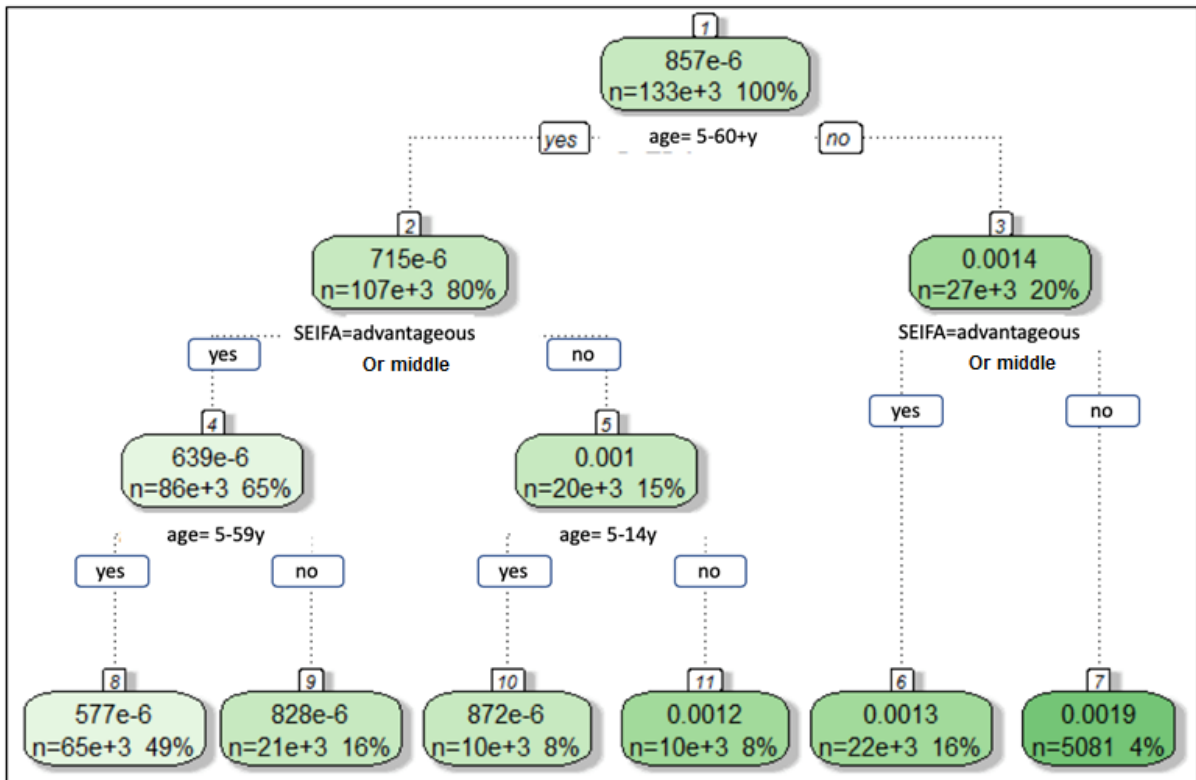 1
857e-6
n=133e+3 100%
yes age= 5-60+y no
2
715e-6
n=107e+3 80%
3
0.0014
n=27e+3 20%
SEIFA=advantageous
Or middle
yes
no
SEIFA=advantageous
Or middle
yes
no
4
639e-6
n=86e+3 65%
5
0.001
n=20e+3 15%
age= 5-59y
yes
no
age= 5-14y
yes
no
8
577e-6
n=65e+3 49%
9
828e-6
n=21e+3 16%
10
872e-6
n=10e+3 8%
11
0.0012
n=10e+3 8%
6
0.0013
n=22e+3 16%
7
0.0019
n=5081 4%